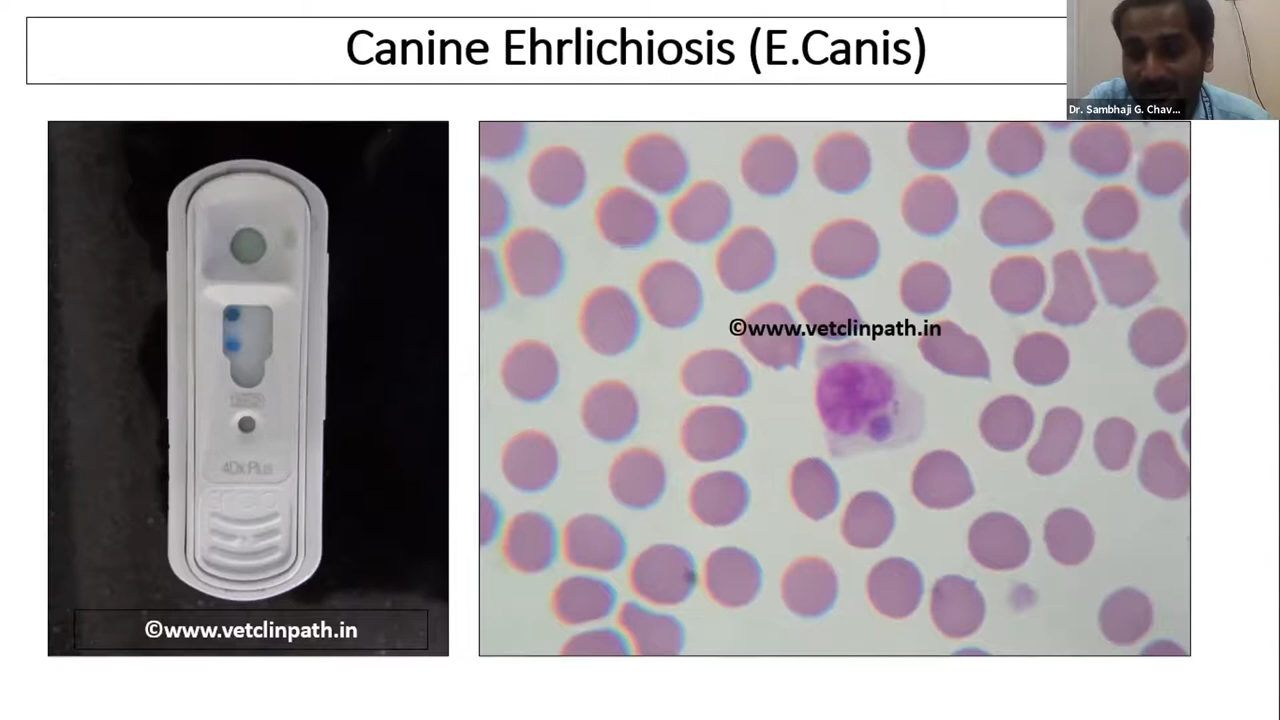 Canine Ehrlichiosis (E.Canis)
Dr. Sambhaji G. Chav...
©www.vetclinpath.in
4Dx Plus
©www.vetclinpath.in